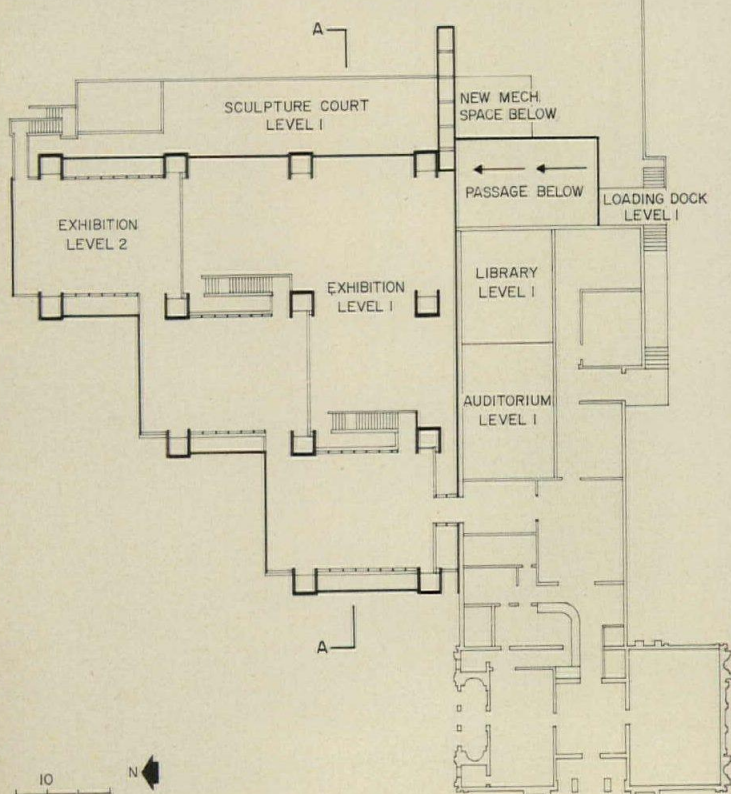 A
SCULPTURE COURT
LEVEL 1
NEW MECH.
SPACE BELOW
PASSAGE BELOW
LOADING DOCK
LEVEL 1
EXHIBITION
LEVEL 2
EXHIBITION
LEVEL 1
LIBRARY
LEVEL 1
AUDITORIUM
LEVEL 1
A
10
N